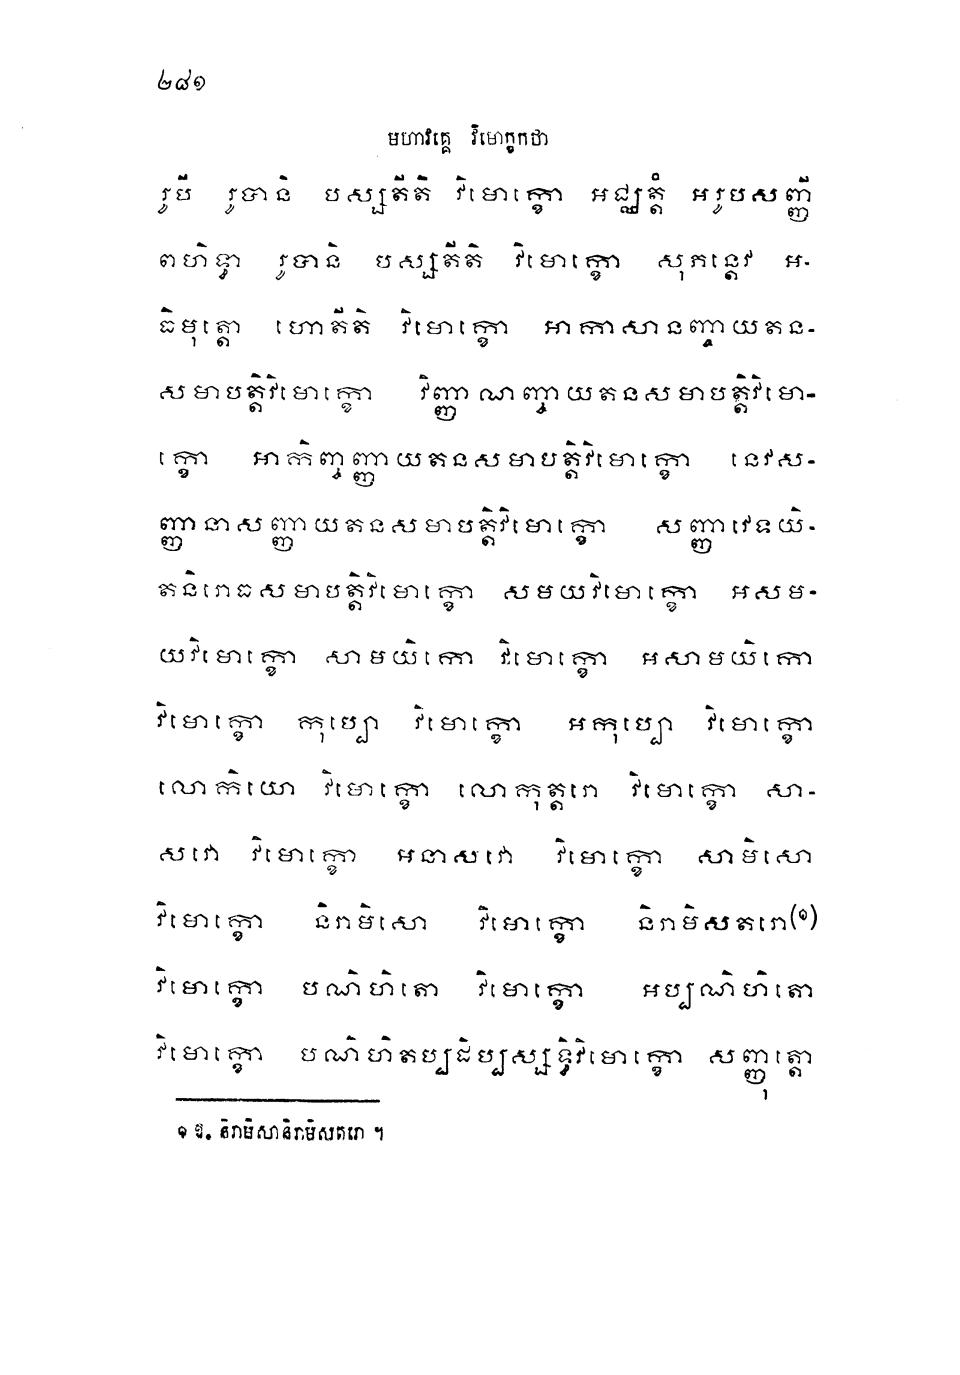 ២៨១
មហាវគ្គេ វិមោក្ខកថា
រូបី រូបានិ បស្សតីតិ វិមោក្ខោ អជ្ឈត្តំ អរូបសញ្ញី
ពហិទ្ធា រូបានិ បស្សតីតិ វិមោក្ខោ សុភន្តេវ អ-
ធិមុត្តោ ហោតីតិ វិមោក្ខោ អាកាសានញ្ចាយតន-
សមាបត្តិវិមោក្ខោ វិញ្ញាណញ្ចាយតនសមាបត្តិវិមោ-
ក្ខោ អាកិញ្ចញ្ញាយតនសមាបត្តិវិមោក្ខោ នេវស-
ញ្ញានាសញ្ញាយតនសមាបត្តិវិមោក្ខោ សញ្ញាវេទយិ-
តនិរោធសមាបត្តិវិមោក្ខោ សមយវិមោក្ខោ អសម-
យវិមោក្ខោ សាមយិកោ វិមោក្ខោ អសាមយិកោ
វិមោក្ខោ កុប្បោ វិមោក្ខោ អកុប្បោ វិមោក្ខោ
លោកិយោ វិមោក្ខោ លោកុត្តរោ វិមោក្ខោ សា-
សវោ វិមោក្ខោ អនាសវោ វិមោក្ខោ សាមិសោ
វិមោក្ខោ និរាមិសោ វិមោក្ខោ និរាមិសតរោ(១)
វិមោក្ខោ បណិហិតោ វិមោក្ខោ អប្បណិហិតោ
វិមោក្ខោ បណិហិតប្បដិប្បស្សទ្ធិវិមោក្ខោ សញ្ញុត្តោ
១ ឱ. និរាមិសានិរាមិសតរោ ។